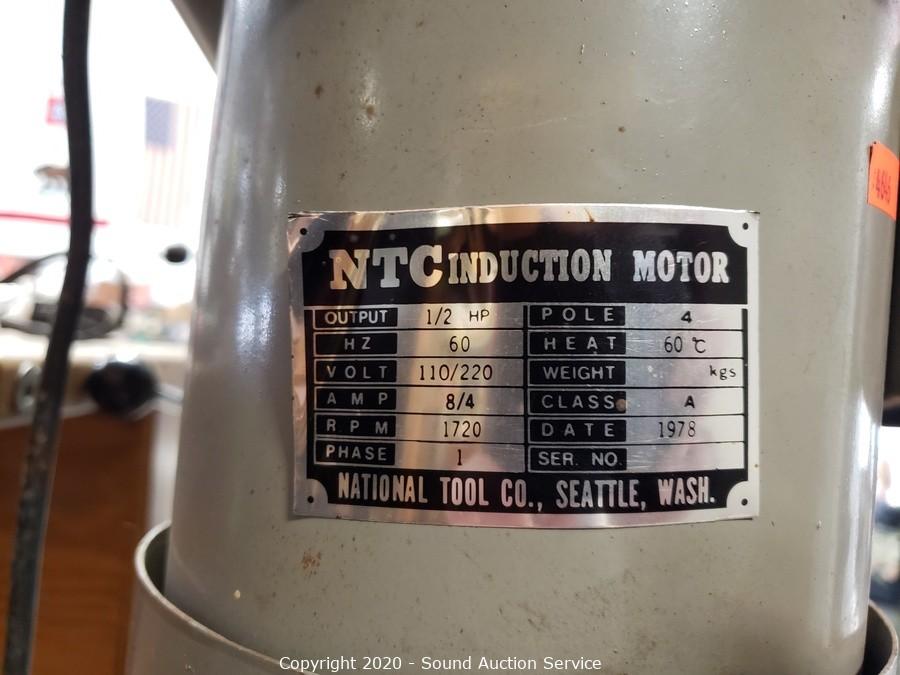 NTC INDUCTION MOTOR
OUTPUT 1/2 HP POLE 4
HZ 60 HEAT 60 ℃
VOLT 110/220 WEIGHT kgs
AMP 8/4 CLASS A
R.P.M 1720 DATE 1978
PHASE 1 SER. NO.
NATIONAL TOOL CO., SEATTLE, WASH.
Copyright 2020 - Sound Auction Service